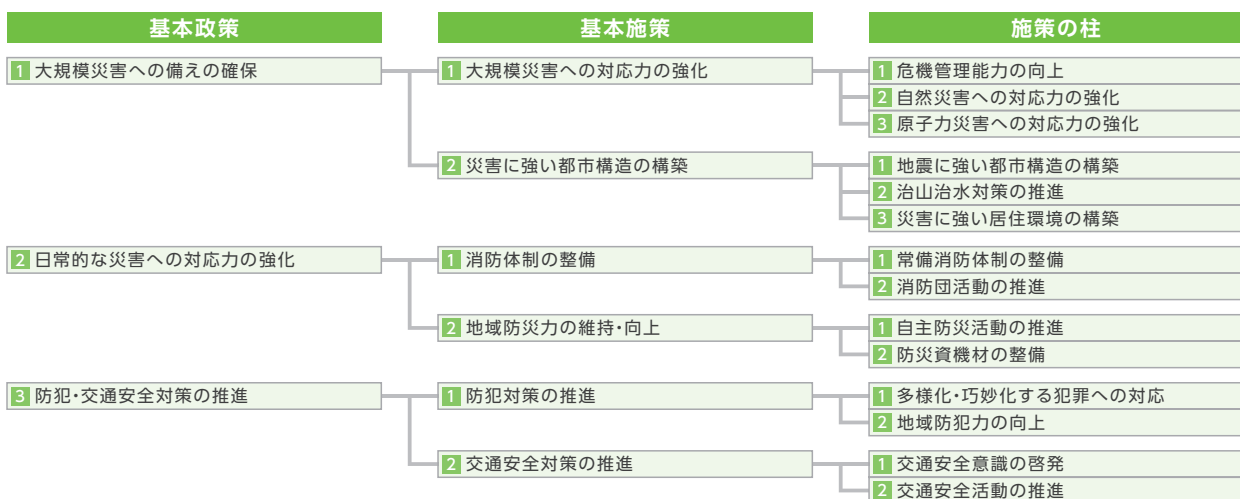 基本政策 基本施策 施策の柱
1 大規模災害への備えの確保 1 大規模災害への対応力の強化 1 危機管理能力の向上
2 自然災害への対応力の強化
3 原子力災害への対応力の強化
2 災害に強い都市構造の構築 1 地震に強い都市構造の構築
2 治山治水対策の推進
3 災害に強い居住環境の構築
2 日常的な災害への対応力の強化 1 消防体制の整備 1 常備消防体制の整備
2 消防団活動の推進
2 地域防災力の維持・向上 1 自主防災活動の推進
2 防災資機材の整備
3 防犯・交通安全対策の推進 1 防犯対策の推進 1 多様化・巧妙化する犯罪への対応
2 地域防犯力の向上
2 交通安全対策の推進 1 交通安全意識の啓発
2 交通安全活動の推進